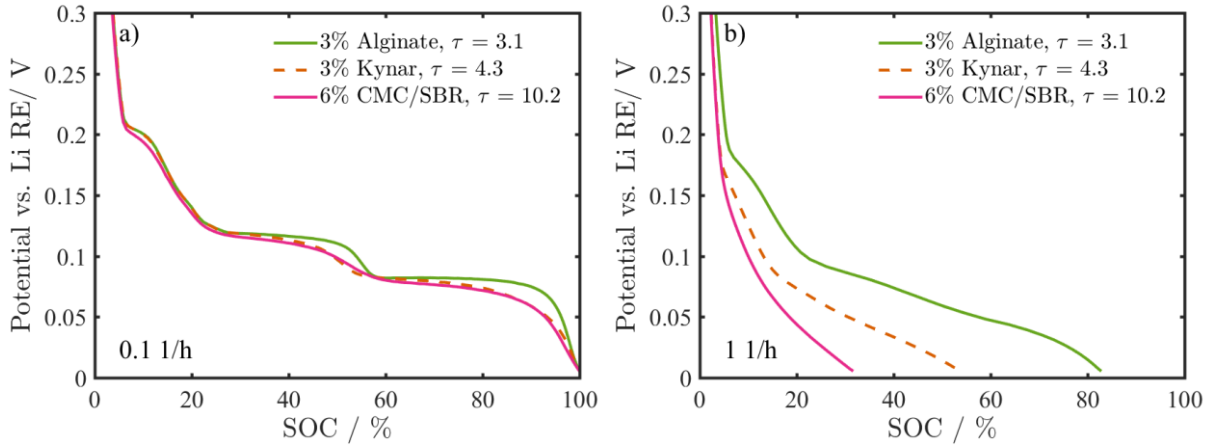 a)
3% Alginate, τ = 3.1
3% Kynar, τ = 4.3
6% CMC/SBR, τ = 10.2
0.1 1/h
Potential vs. Li RE/ V
0.3
0.25
0.2
0.15
0.1
0.05
0
0 20 40 60 80 100
SOC / %
b)
3% Alginate, τ = 3.1
3% Kynar, τ = 4.3
6% CMC/SBR, τ = 10.2
1 1/h
Potential vs. Li RE/ V
0.3
0.25
0.2
0.15
0.1
0.05
0
0 20 40 60 80 100
SOC / %